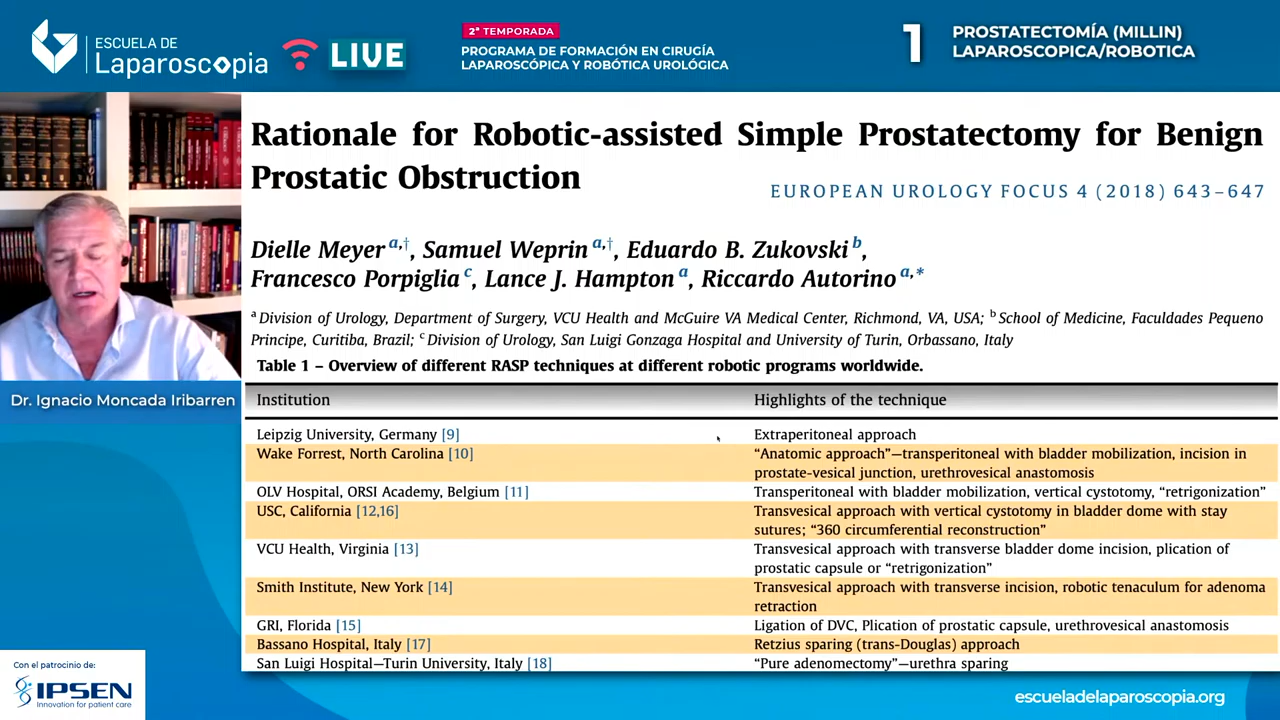 ESCUELA DE
Laparoscopia
LIVE
2ª TEMPORADA
PROGRAMA DE FORMACIÓN EN CIRUGÍA
LAPAROSCÓPICA Y ROBÓTICA UROLÓGICA
1
PROSTATECTOMÍA (MILLIN)
LAPAROSCOPICA/ROBOTICA
Rationale for Robotic-assisted Simple Prostatectomy for Benign
Prostatic Obstruction
EUROPEAN UROLOGY FOCUS 4 (2018) 643–647
Dielle Meyer a,†, Samuel Weprin a,†, Eduardo B. Zukovski b,
Francesco Porpiglia c, Lance J. Hampton a, Riccardo Autorino a,*
a Division of Urology, Department of Surgery, VCU Health and McGuire VA Medical Center, Richmond, VA, USA; b School of Medicine, Faculdades Pequeno
Principe, Curitiba, Brazil; c Division of Urology, San Luigi Gonzaga Hospital and University of Turin, Orbassano, Italy
Table 1 – Overview of different RASP techniques at different robotic programs worldwide.
Institution Highlights of the technique
Leipzig University, Germany [9] Extraperitoneal approach
Wake Forrest, North Carolina [10] “Anatomic approach”—transperitoneal with bladder mobilization, incision in
prostate-vesical junction, urethrovesical anastomosis
OLV Hospital, ORSI Academy, Belgium [11] Transperitoneal with bladder mobilization, vertical cystotomy, “retrigonization”
USC, California [12,16] Transvesical approach with vertical cystotomy in bladder dome with stay
sutures; “360 circumferential reconstruction”
VCU Health, Virginia [13] Transvesical approach with transverse bladder dome incision, plication of
prostatic capsule or “retrigonization”
Smith Institute, New York [14] Transvesical approach with transverse incision, robotic tenaculum for adenoma
retraction
GRI, Florida [15] Ligation of DVC, Plication of prostatic capsule, urethrovesical anastomosis
Bassano Hospital, Italy [17] Retzius sparing (trans-Douglas) approach
San Luigi Hospital—Turin University, Italy [18] “Pure adenomectomy”—urethra sparing
Dr. Ignacio Moncada Iribarren
Con el patrocinio de:
IPSEN
Innovation for patient care
escueladelaparoscopia.org